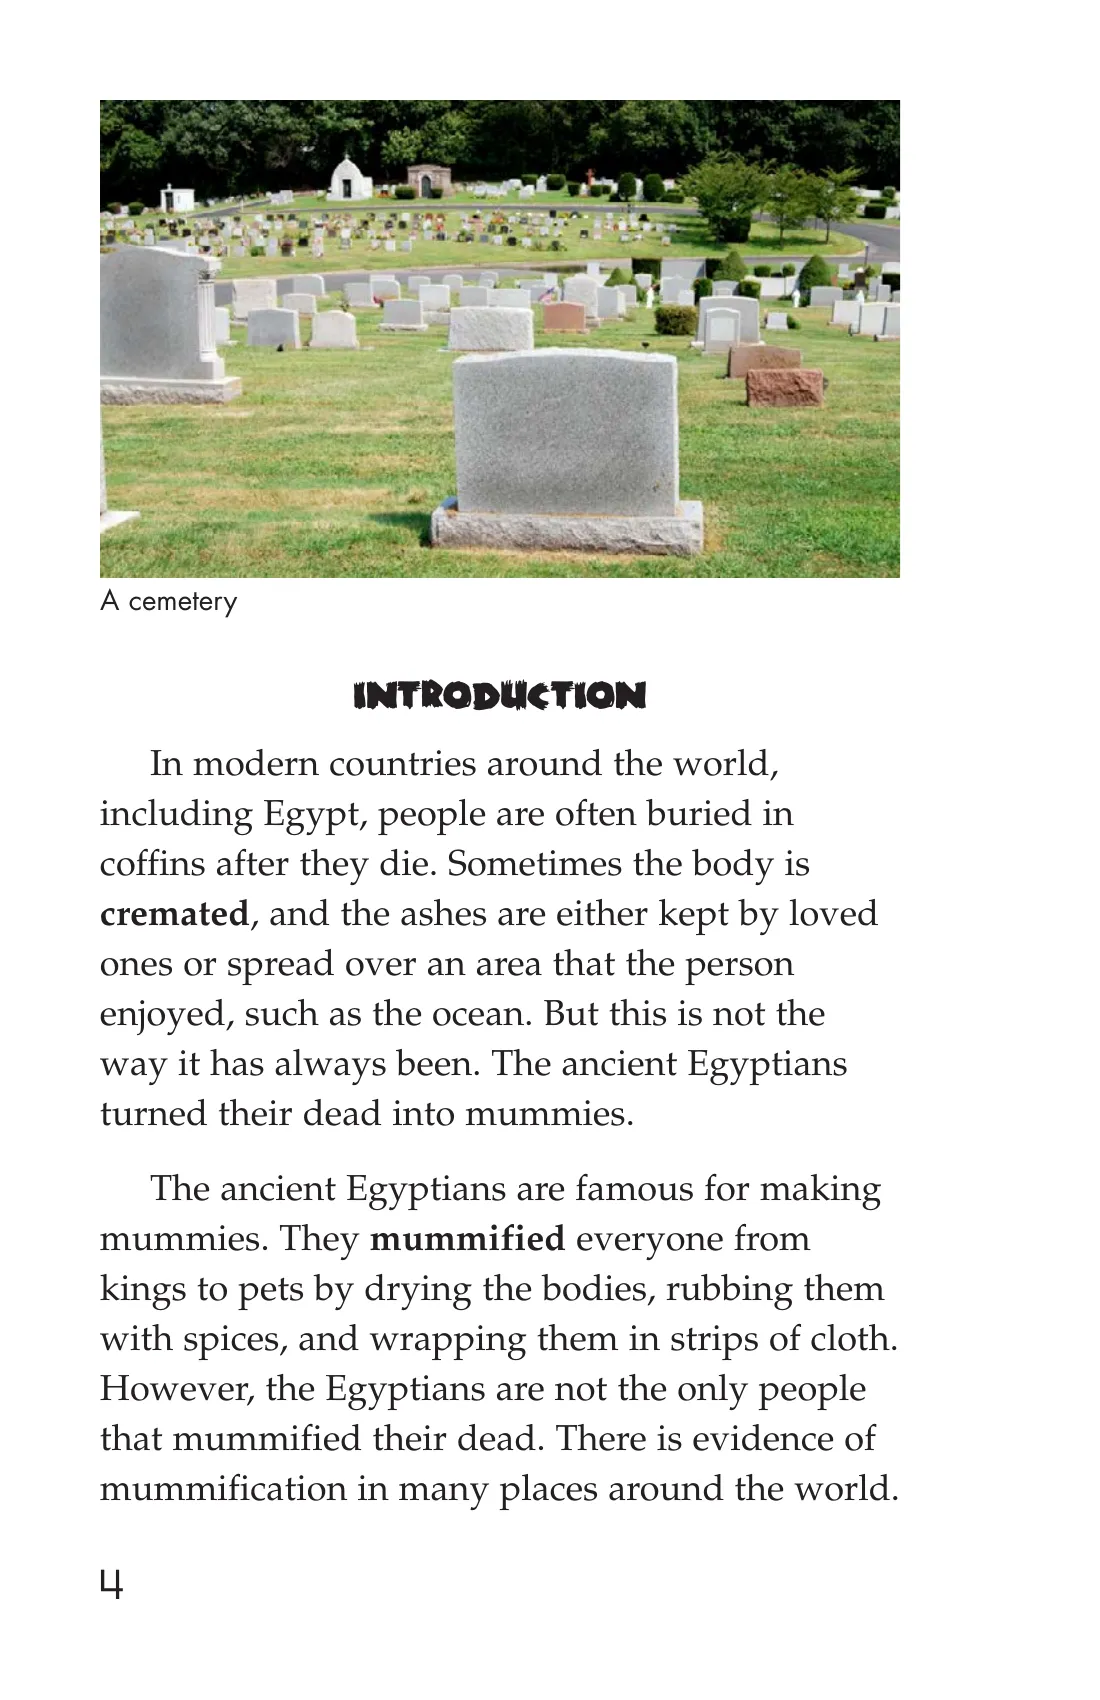 A cemetery
INTRODUCTION
In modern countries around the world,
including Egypt, people are often buried in
coffins after they die. Sometimes the body is
cremated, and the ashes are either kept by loved
ones or spread over an area that the person
enjoyed, such as the ocean. But this is not the
way it has always been. The ancient Egyptians
turned their dead into mummies.
The ancient Egyptians are famous for making
mummies. They mummified everyone from
kings to pets by drying the bodies, rubbing them
with spices, and wrapping them in strips of cloth.
However, the Egyptians are not the only people
that mummified their dead. There is evidence of
mummification in many places around the world.
4